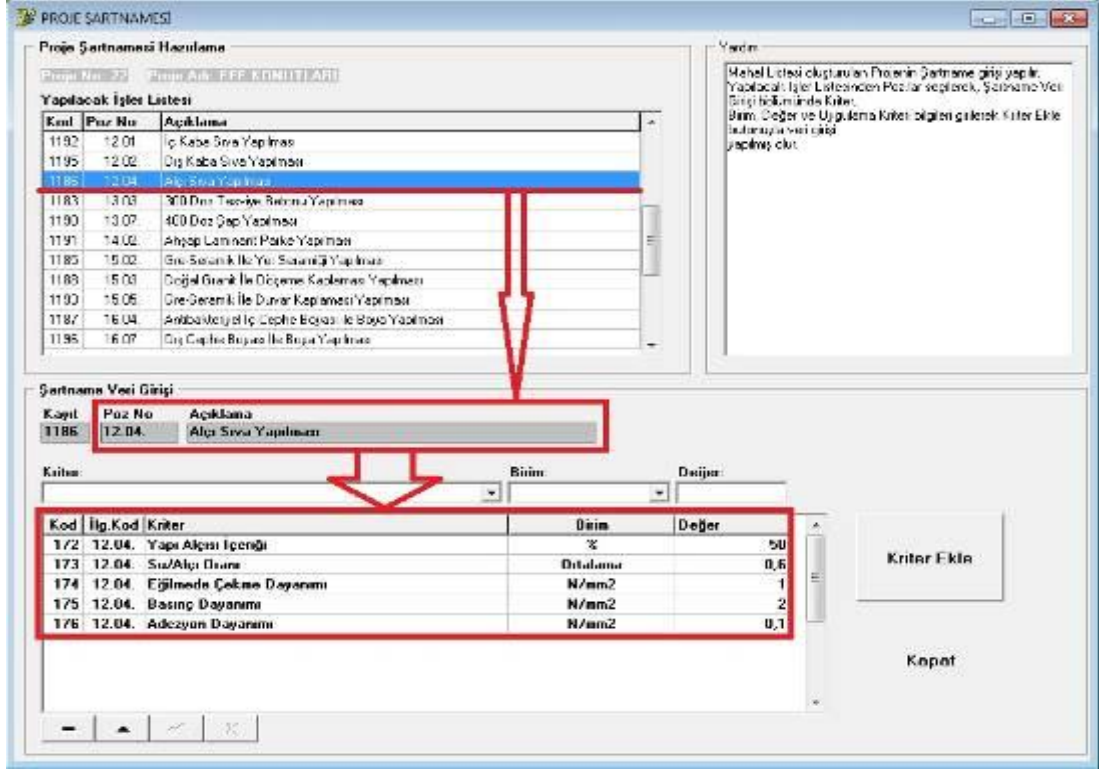 PROJE ŞARTNAMESİ
Proje Şartnamesi Hazırlama
Proje No: 22 Proje Adı: EFE KONUTLARI
Yapılacak İşler Listesi
Kod Poz No Açıklama
1192 12.01. İç Kaba Sıva Yapılması
1195 12.02. Dış Kaba Sıva Yapılması
1186 12.04. Alçı Sıva Yapılması
1183 13.03. 300 Doz Tesviye Betonu Yapılması
1190 13.07. 400 Doz Şap Yapılması
1191 14.02. Ahşap Laminant Parke Yapılması
1185 15.02. Gre-Seramik İle Yer Seramiği Yapılması
1188 15.03. Doğal Granit İle Döşeme Kaplaması Yapılması
1193 15.05. Gre-Seramik İle Duvar Kaplaması Yapılması
1187 16.04. Antibakteriyel İç Cephe Boyası İle Boya Yapılması
1196 16.07. Dış Cephe Boyası İle Boya Yapılması
Yardım
Mahal Listesi oluşturulan Projenin Şartname girişi yapılır.
Yapılacak İşler Listesinden Pozlar seçilerek, Şartname Veri
Girişi bölümünde Kriter,
Birim, Değer ve Uygulama Kriteri bilgileri girilerek Kriter Ekle
butonuyla veri girişi
yapılmış olur.
Şartname Veri Girişi
Kayıt Poz No Açıklama
1186 12.04. Alçı Sıva Yapılması
Kriter: Birim: Değer:
Kod İlg.Kod Kriter Birim Değer
172 12.04. Yapı Alçısı İçeriği % 50
173 12.04. Su/Alçı Oranı Ortalama 0,6
174 12.04. Eğilmede Çekme Dayanımı N/mm2 1
175 12.04. Basınç Dayanımı N/mm2 2
176 12.04. Adezyon Dayanımı N/mm2 0,1
Kriter Ekle
Kapat